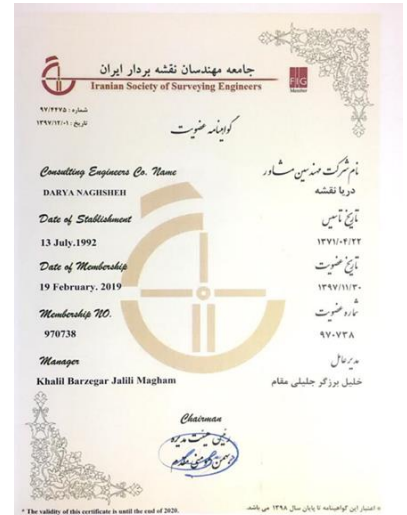 جامعه مهندسان نقشه بردار ایران
Iranian Society of Surveying Engineers
FIG
Member
شماره : ۹۷/۴۴۷۵
تاریخ : ۱۳۹۷/۱۲/۰۱
گواهینامه عضویت
Consulting Engineers Co. Name
نام شرکت مهندسین مشاور
DARYA NAGHSHEH
دریا نقشه
Date of Stablishment
تاریخ تاسیس
13 July.1992
۱۳۷۱/۰۴/۲۲
Date of Membership
تاریخ عضویت
19 February. 2019
۱۳۹۷/۱۱/۳۰
Membership NO.
شماره عضویت
970738
۹۷۰۷۳۸
Manager
مدیرعامل
Khalil Barzegar Jalili Magham
خلیل برزگر جلیلی مقام
Chairman
رئیس هیئت مدیره
* The validity of this certificate is until the end of 2020.
* اعتبار این گواهینامه تا پایان سال ۱۳۹۸ می باشد.